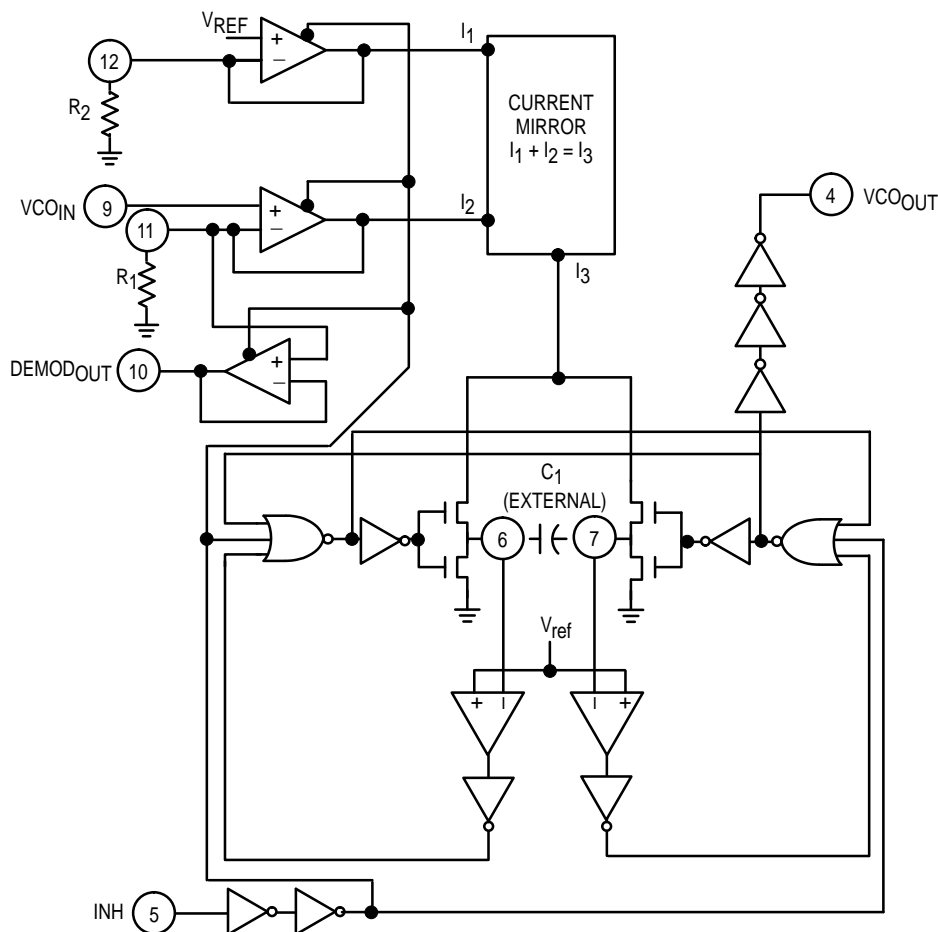 VREF
I1
12
+
−
R2
CURRENT
MIRROR
I1 + I2 = I3
4
VCOOUT
VCOIN
9
+
−
I2
11
R1
I3
DEMODOUT
10
+
−
C1
(EXTERNAL)
6
7
Vref
+
−
−
+
INH
5